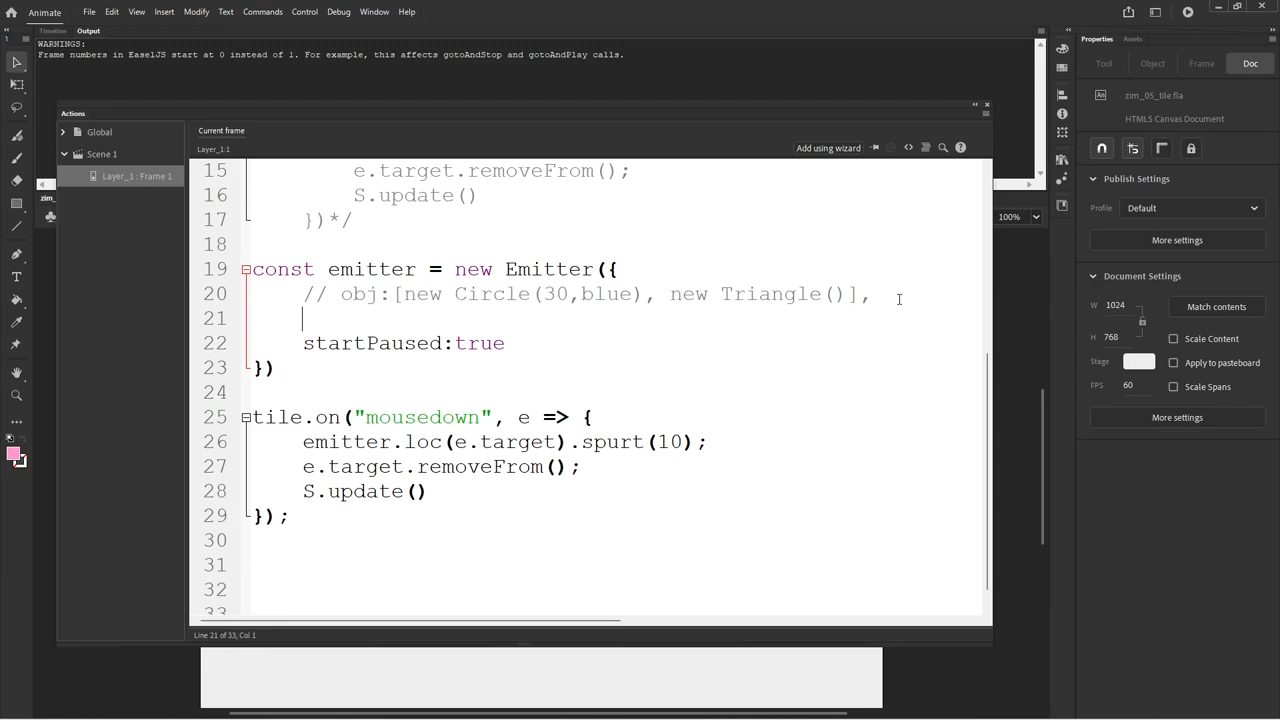 Animate File Edit View Insert Modify Text Commands Control Debug Window Help
Timeline Output
WARNINGS:
Frame numbers in EaselJS start at 0 instead of 1. For example, this affects gotoAndStop and gotoAndPlay calls.
Actions
Global
Scene 1
Layer_1 : Frame 1
Current frame
Layer_1:1
Add using wizard
15 e.target.removeFrom();
16 S.update()
17 })*/
18
19 const emitter = new Emitter({
20 // obj:[new Circle(30,blue), new Triangle()],
21
22 startPaused:true
23 })
24
25 tile.on("mousedown", e => {
26 emitter.loc(e.target).spurt(10);
27 e.target.removeFrom();
28 S.update()
29 });
30
31
32
33
Line 21 of 33, Col 1
100%
Properties Assets
Tool Object Frame Doc
zim_05_tile.fla
HTML5 Canvas Document
Publish Settings
Profile Default
More settings
Document Settings
W 1024 Match contents
H 768 Scale Content
Stage Apply to pasteboard
FPS 60 Scale Spans
More settings